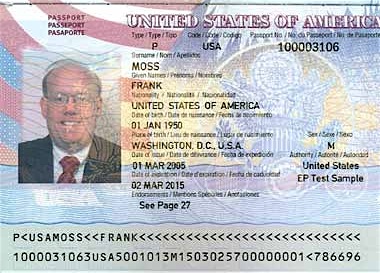 PASSPORT
PASSEPORT
PASAPORTE
UNITED STATES OF AMERICA
Type / Type / Tipo Code / Code / Codigo Passport No. / No. du Passeport / No. de Pasaporte
P USA 100003106
Surname / Nom / Apellidos
MOSS
Given Names / Prénoms / Nombres
FRANK
Nationality / Nationalité / Nacionalidad
UNITED STATES OF AMERICA
Date of birth / Date de naissance / Fecha de nacimiento
01 JAN 1950
Place of birth / Lieu de naissance / Lugar de nacimiento Sex / Sexe / Sexo
WASHINGTON, D.C., U.S.A. M
Date of issue / Date de délivrance / Fecha de expedición Authority / Autorité / Autoridad
01 MAR 2005 United States
Date of expiration / Date d'expiration / Fecha de caducidad EP Test Sample
02 MAR 2015
Endorsements / Mentions Spéciales / Anotaciones
See Page 27
P<USAMOSS<<FRANK<<<<<<<<<<<<<<<<<<<<<<<<<<<<
1000031063USA5001013M1503025700000001<786696